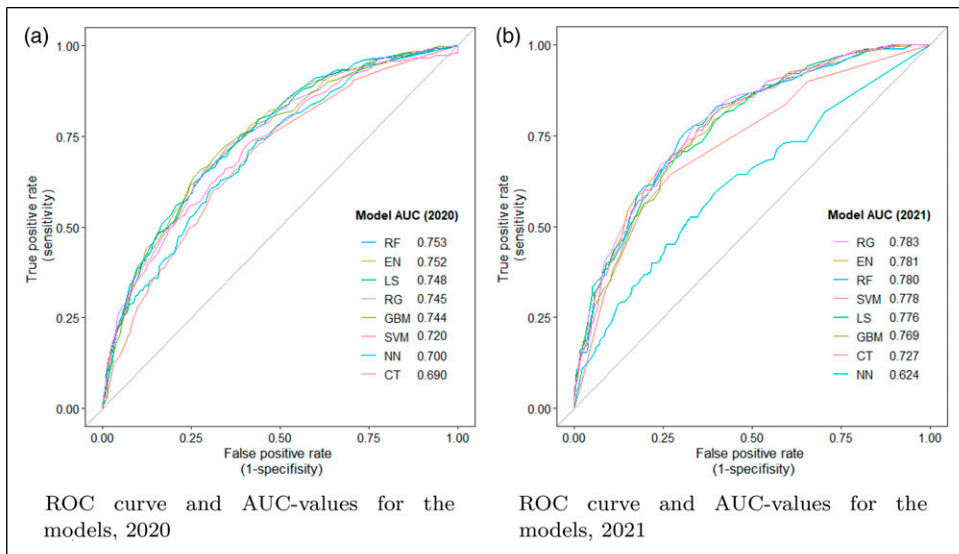 (a)
1.00
0.75
0.50
0.25
0.00
True positive rate
(sensitivity)
Model AUC (2020)
RF 0.753
EN 0.752
LS 0.748
RG 0.745
GBM 0.744
SVM 0.720
NN 0.700
CT 0.690
0.00 0.25 0.50 0.75 1.00
False positive rate
(1-specifisity)
ROC curve and AUC-values for the
models, 2020
(b)
1.00
0.75
0.50
0.25
0.00
True positive rate
(sensitivity)
Model AUC (2021)
RG 0.783
EN 0.781
RF 0.780
SVM 0.778
LS 0.776
GBM 0.769
CT 0.727
NN 0.624
0.00 0.25 0.50 0.75 1.00
False positive rate
(1-specifisity)
ROC curve and AUC-values for the
models, 2021